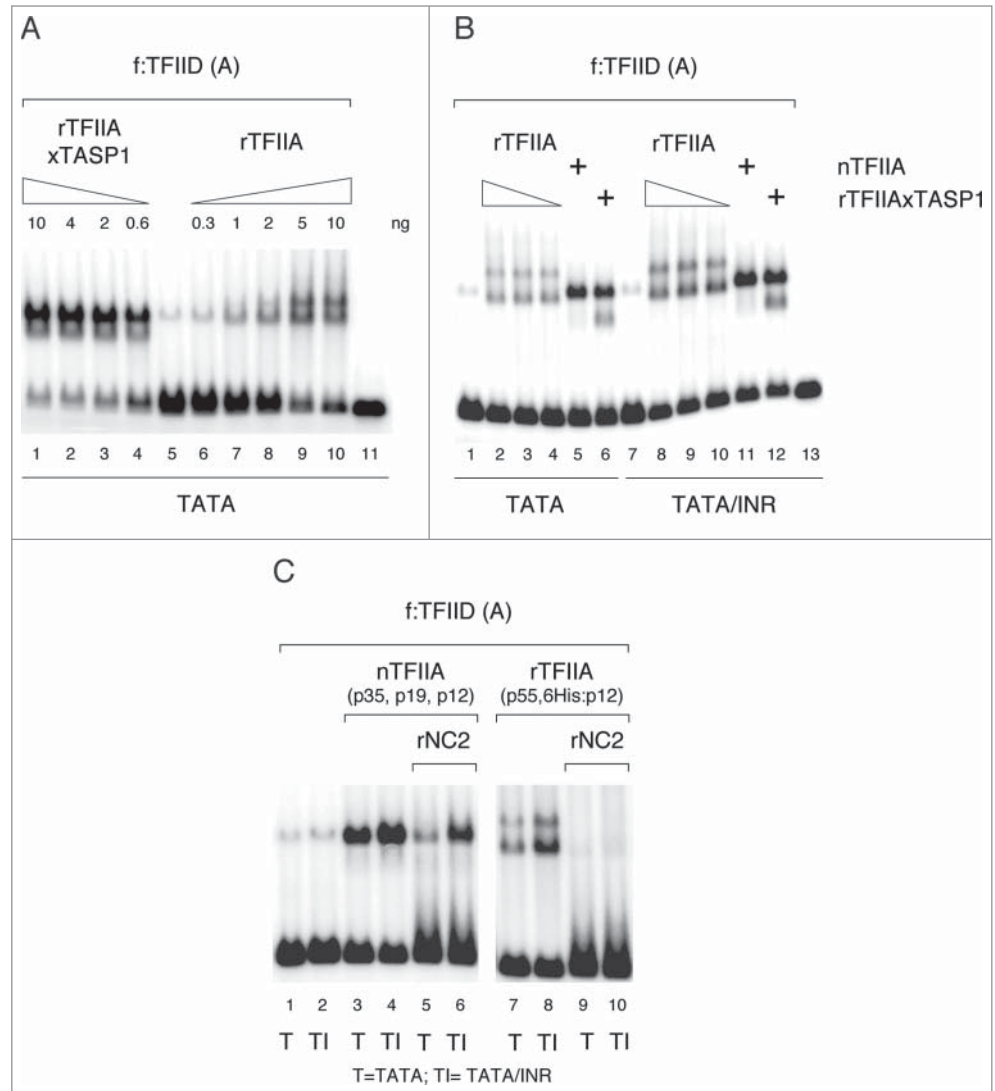 A
f:TFIID (A)
rTFIIA
xTASP1
rTFIIA
10 4 2 0.6 0.3 1 2 5 10 ng
1 2 3 4 5 6 7 8 9 10 11
TATA
B
f:TFIID (A)
rTFIIA + rTFIIA + nTFIIA
+ + rTFIIAxTASP1
1 2 3 4 5 6 7 8 9 10 11 12 13
TATA TATA/INR
C
f:TFIID (A)
nTFIIA
(p35, p19, p12)
rNC2
rTFIIA
(p55,6His:p12)
rNC2
1 2 3 4 5 6 7 8 9 10
T TI T TI T TI T TI T TI
T=TATA; TI= TATA/INR